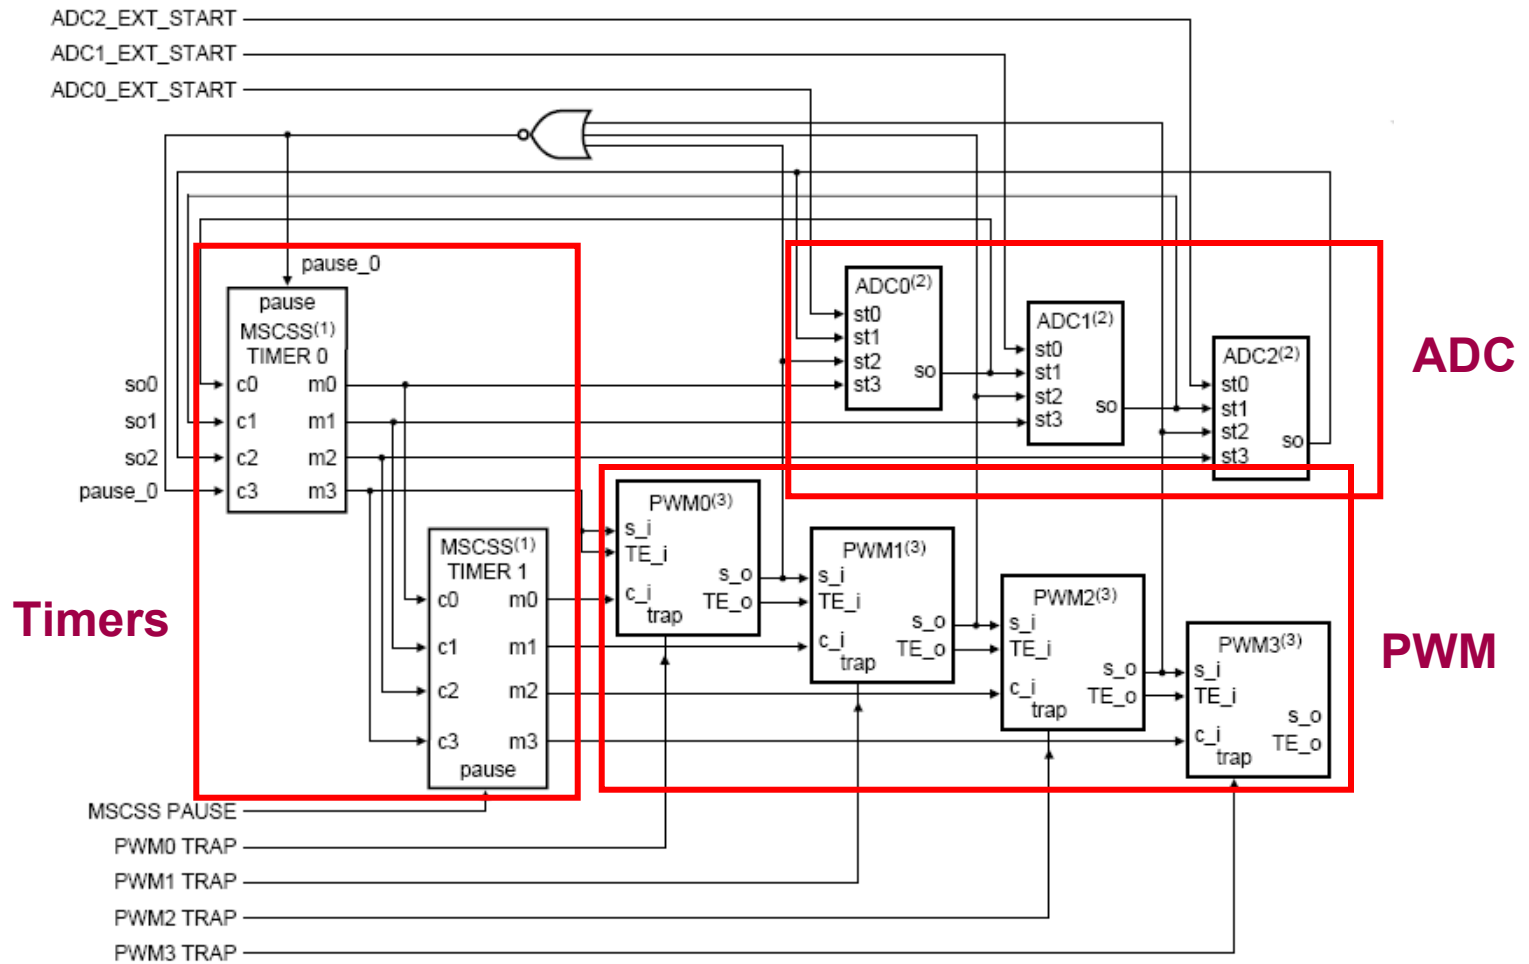 ADC2_EXT_START
ADC1_EXT_START
ADC0_EXT_START
pause_0
pause
MSCSS(1)
TIMER 0
so0
c0
m0
so1
c1
m1
so2
c2
m2
pause_0
c3
m3
ADC0(2)
st0
st1
st2
st3
so
ADC1(2)
st0
st1
st2
st3
so
ADC2(2)
st0
st1
st2
st3
so
ADC
MSCSS(1)
TIMER 1
c0
m0
c1
m1
c2
m2
c3
m3
pause
Timers
PWM0(3)
s_i
TE_i
s_o
c_i
TE_o
trap
PWM1(3)
s_i
TE_i
s_o
c_i
TE_o
trap
PWM2(3)
s_i
TE_i
s_o
c_i
TE_o
trap
PWM3(3)
s_i
TE_i
s_o
c_i
TE_o
trap
PWM
MSCSS PAUSE
PWM0 TRAP
PWM1 TRAP
PWM2 TRAP
PWM3 TRAP